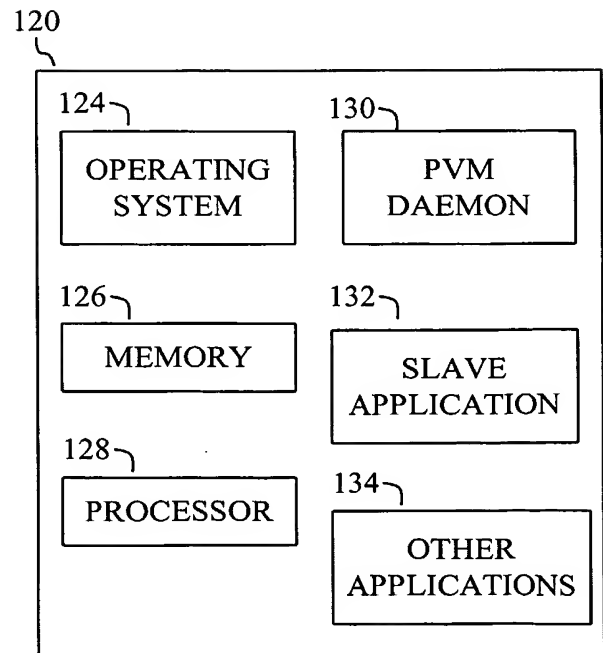 120
124
OPERATING
SYSTEM
130
PVM
DAEMON
126
MEMORY
132
SLAVE
APPLICATION
128
PROCESSOR
134
OTHER
APPLICATIONS